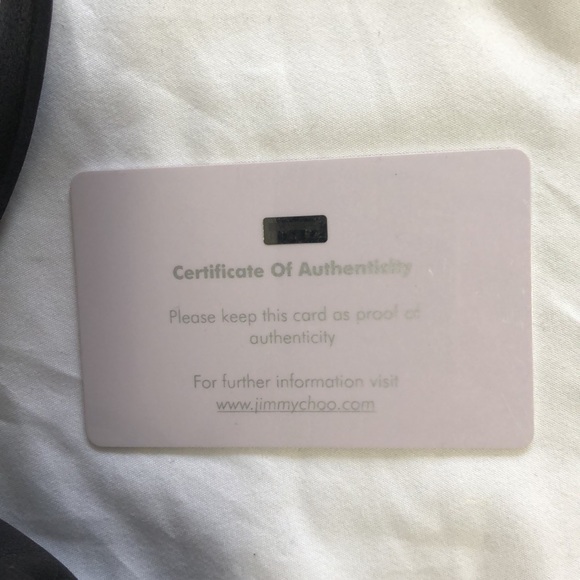 Certificate Of Authenticity
Please keep this card as proof of
authenticity
For further information visit
www.jimmychoo.com